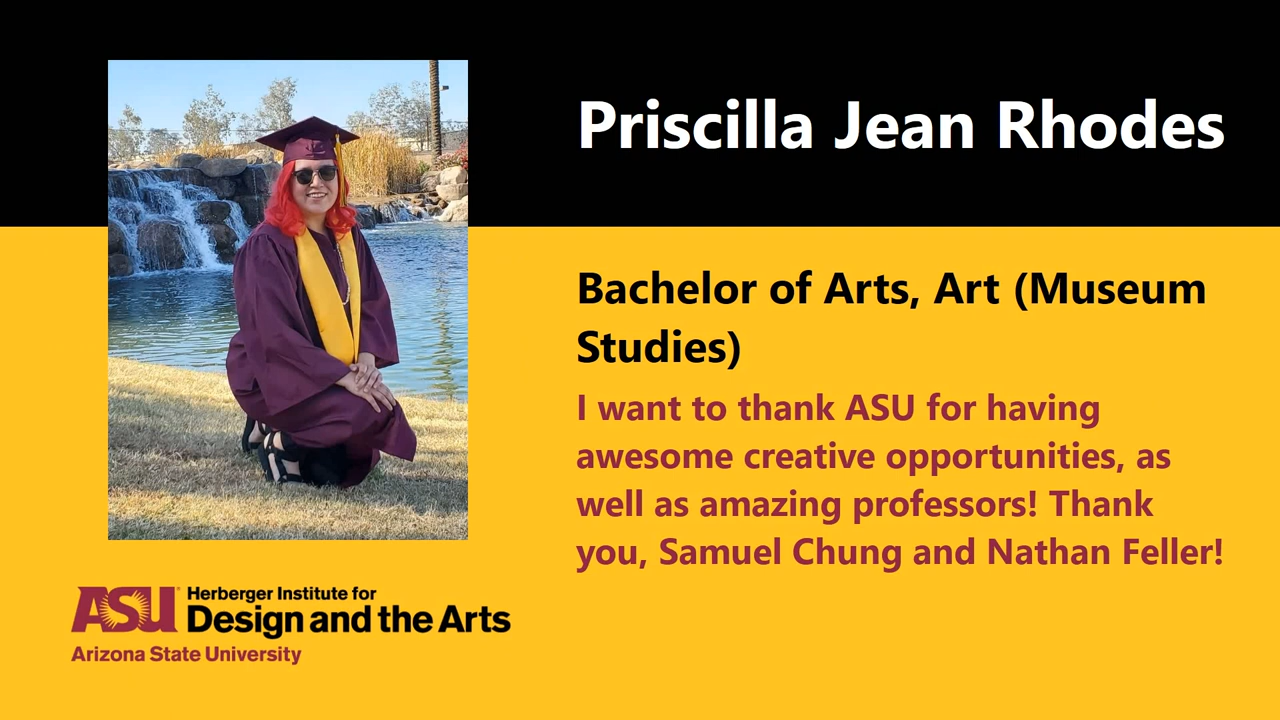 Priscilla Jean Rhodes
Bachelor of Arts, Art (Museum
Studies)
I want to thank ASU for having
awesome creative opportunities, as
well as amazing professors! Thank
you, Samuel Chung and Nathan Feller!
ASU Herberger Institute for
Design and the Arts
Arizona State University